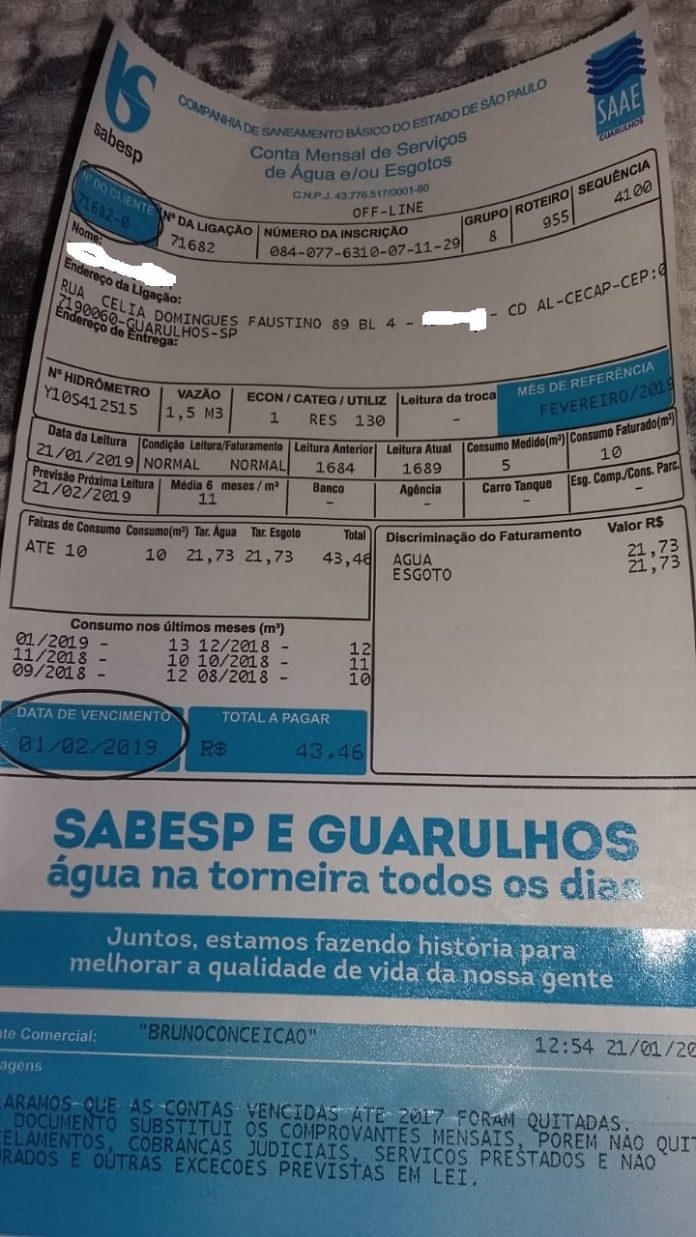 sabesp
COMPANHIA DE SANEAMENTO BÁSICO DO ESTADO DE SÃO PAULO
Conta Mensal de Serviços
de Água e/ou Esgotos
C.N.P.J. 43.776.517/0001-80
SAAE
GUARULHOS
OFF-LINE
Nº DO CLIENTE
71682-0
Nº DA LIGAÇÃO
71682
NÚMERO DA INSCRIÇÃO
084-077-6310-07-11-29
GRUPO
8
ROTEIRO
955
SEQUÊNCIA
4100
Nome:
Endereço da Ligação:
RUA CELIA DOMINGUES FAUSTINO 89 BL 4 - - CD AL-CECAP-CEP:0
7190060-GUARULHOS-SP
Endereço de Entrega:
Nº HIDRÔMETRO
Y10S412515
VAZÃO
1,5 M3
ECON / CATEG / UTILIZ
1 RES 130
Leitura da troca
-
MÊS DE REFERÊNCIA
FEVEREIRO/2019
Data da Leitura
21/01/2019
Condição Leitura/Faturamento
NORMAL NORMAL
Leitura Anterior
1684
Leitura Atual
1689
Consumo Medido(m³)
5
Consumo Faturado(m³)
10
Previsão Próxima Leitura
21/02/2019
Média 6 meses / m³
11
Banco
-
Agência
-
Carro Tanque
-
Esg. Comp./Cons. Parc.
-
Faixas de Consumo Consumo(m³) Tar. Água Tar. Esgoto Total
ATE 10 10 21,73 21,73 43,46
Discriminação do Faturamento Valor R$
AGUA 21,73
ESGOTO 21,73
Consumo nos últimos meses (m³)
01/2019 - 13 12/2018 - 12
11/2018 - 10 10/2018 - 11
09/2018 - 12 08/2018 - 10
DATA DE VENCIMENTO
01/02/2019
TOTAL A PAGAR
R$ 43,46
SABESP E GUARULHOS
água na torneira todos os dias
Juntos, estamos fazendo história para
melhorar a qualidade de vida da nossa gente
te Comercial: "BRUNOCONCEICAO" 12:54 21/01/20
agens
ARAMOS QUE AS CONTAS VENCIDAS ATE 2017 FORAM QUITADAS.
DOCUMENTO SUBSTITUI OS COMPROVANTES MENSAIS, POREM NAO QUIT
ELAMENTOS, COBRANCAS JUDICIAIS, SERVICOS PRESTADOS E NAO
URADOS E OUTRAS EXCECOES PREVISTAS EM LEI.